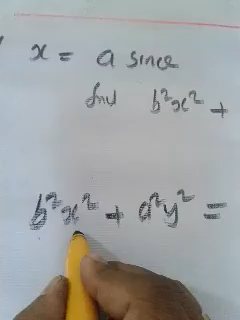 x = a since
find b²x² +
b²x² + a²y² =